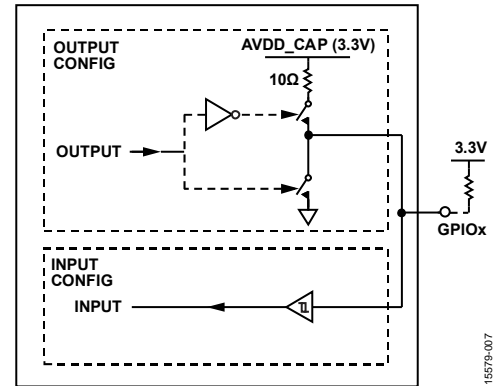 OUTPUT
CONFIG
AVDD_CAP (3.3V)
10Ω
OUTPUT
3.3V
GPIOx
INPUT
CONFIG
INPUT
15579-007